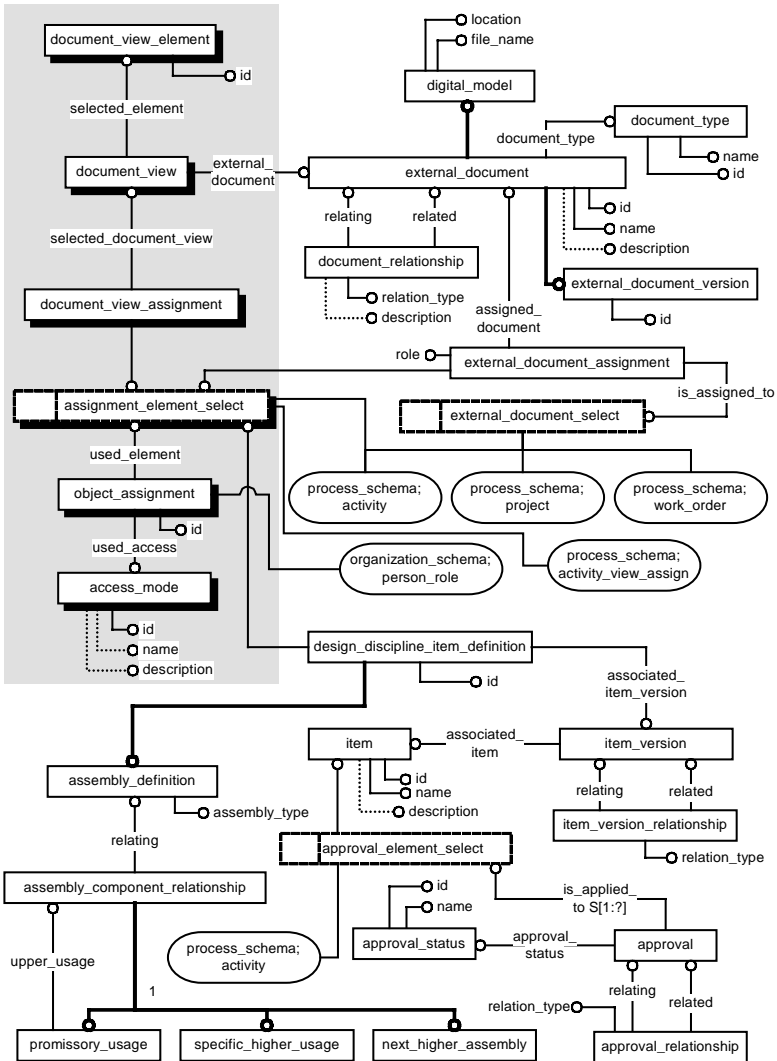 location
file_name
document_view_element
id
digital_model
selected_element
document_type
document_type
name
id
document_view
external_
document
external_document
id
name
description
relating
related
selected_document_view
document_relationship
relation_type
description
external_document_version
id
document_view_assignment
assigned_
document
role
external_document_assignment
is_assigned_to
assignment_element_select
external_document_select
used_element
object_assignment
id
process_schema;
activity
process_schema;
project
process_schema;
work_order
used_access
organization_schema;
person_role
process_schema;
activity_view_assign
access_mode
id
name
description
design_discipline_item_definition
id
associated_
item_version
item
associated_
item
item_version
id
name
description
assembly_definition
assembly_type
relating
related
item_version_relationship
relation_type
relating
approval_element_select
assembly_component_relationship
id
name
is_applied_
to S[1:?]
process_schema;
activity
approval_status
approval_
status
approval
upper_usage
1
relating
related
relation_type
promissory_usage
specific_higher_usage
next_higher_assembly
approval_relationship